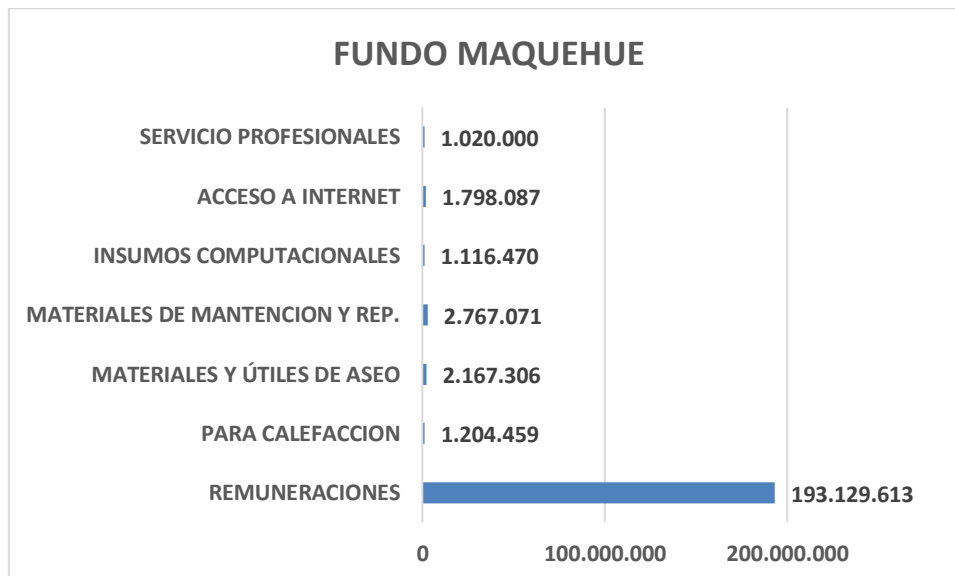 FUNDO MAQUEHUE
SERVICIO PROFESIONALES 1.020.000
ACCESO A INTERNET 1.798.087
INSUMOS COMPUTACIONALES 1.116.470
MATERIALES DE MANTENCION Y REP. 2.767.071
MATERIALES Y ÚTILES DE ASEO 2.167.306
PARA CALEFACCION 1.204.459
REMUNERACIONES 193.129.613
0 100.000.000 200.000.000